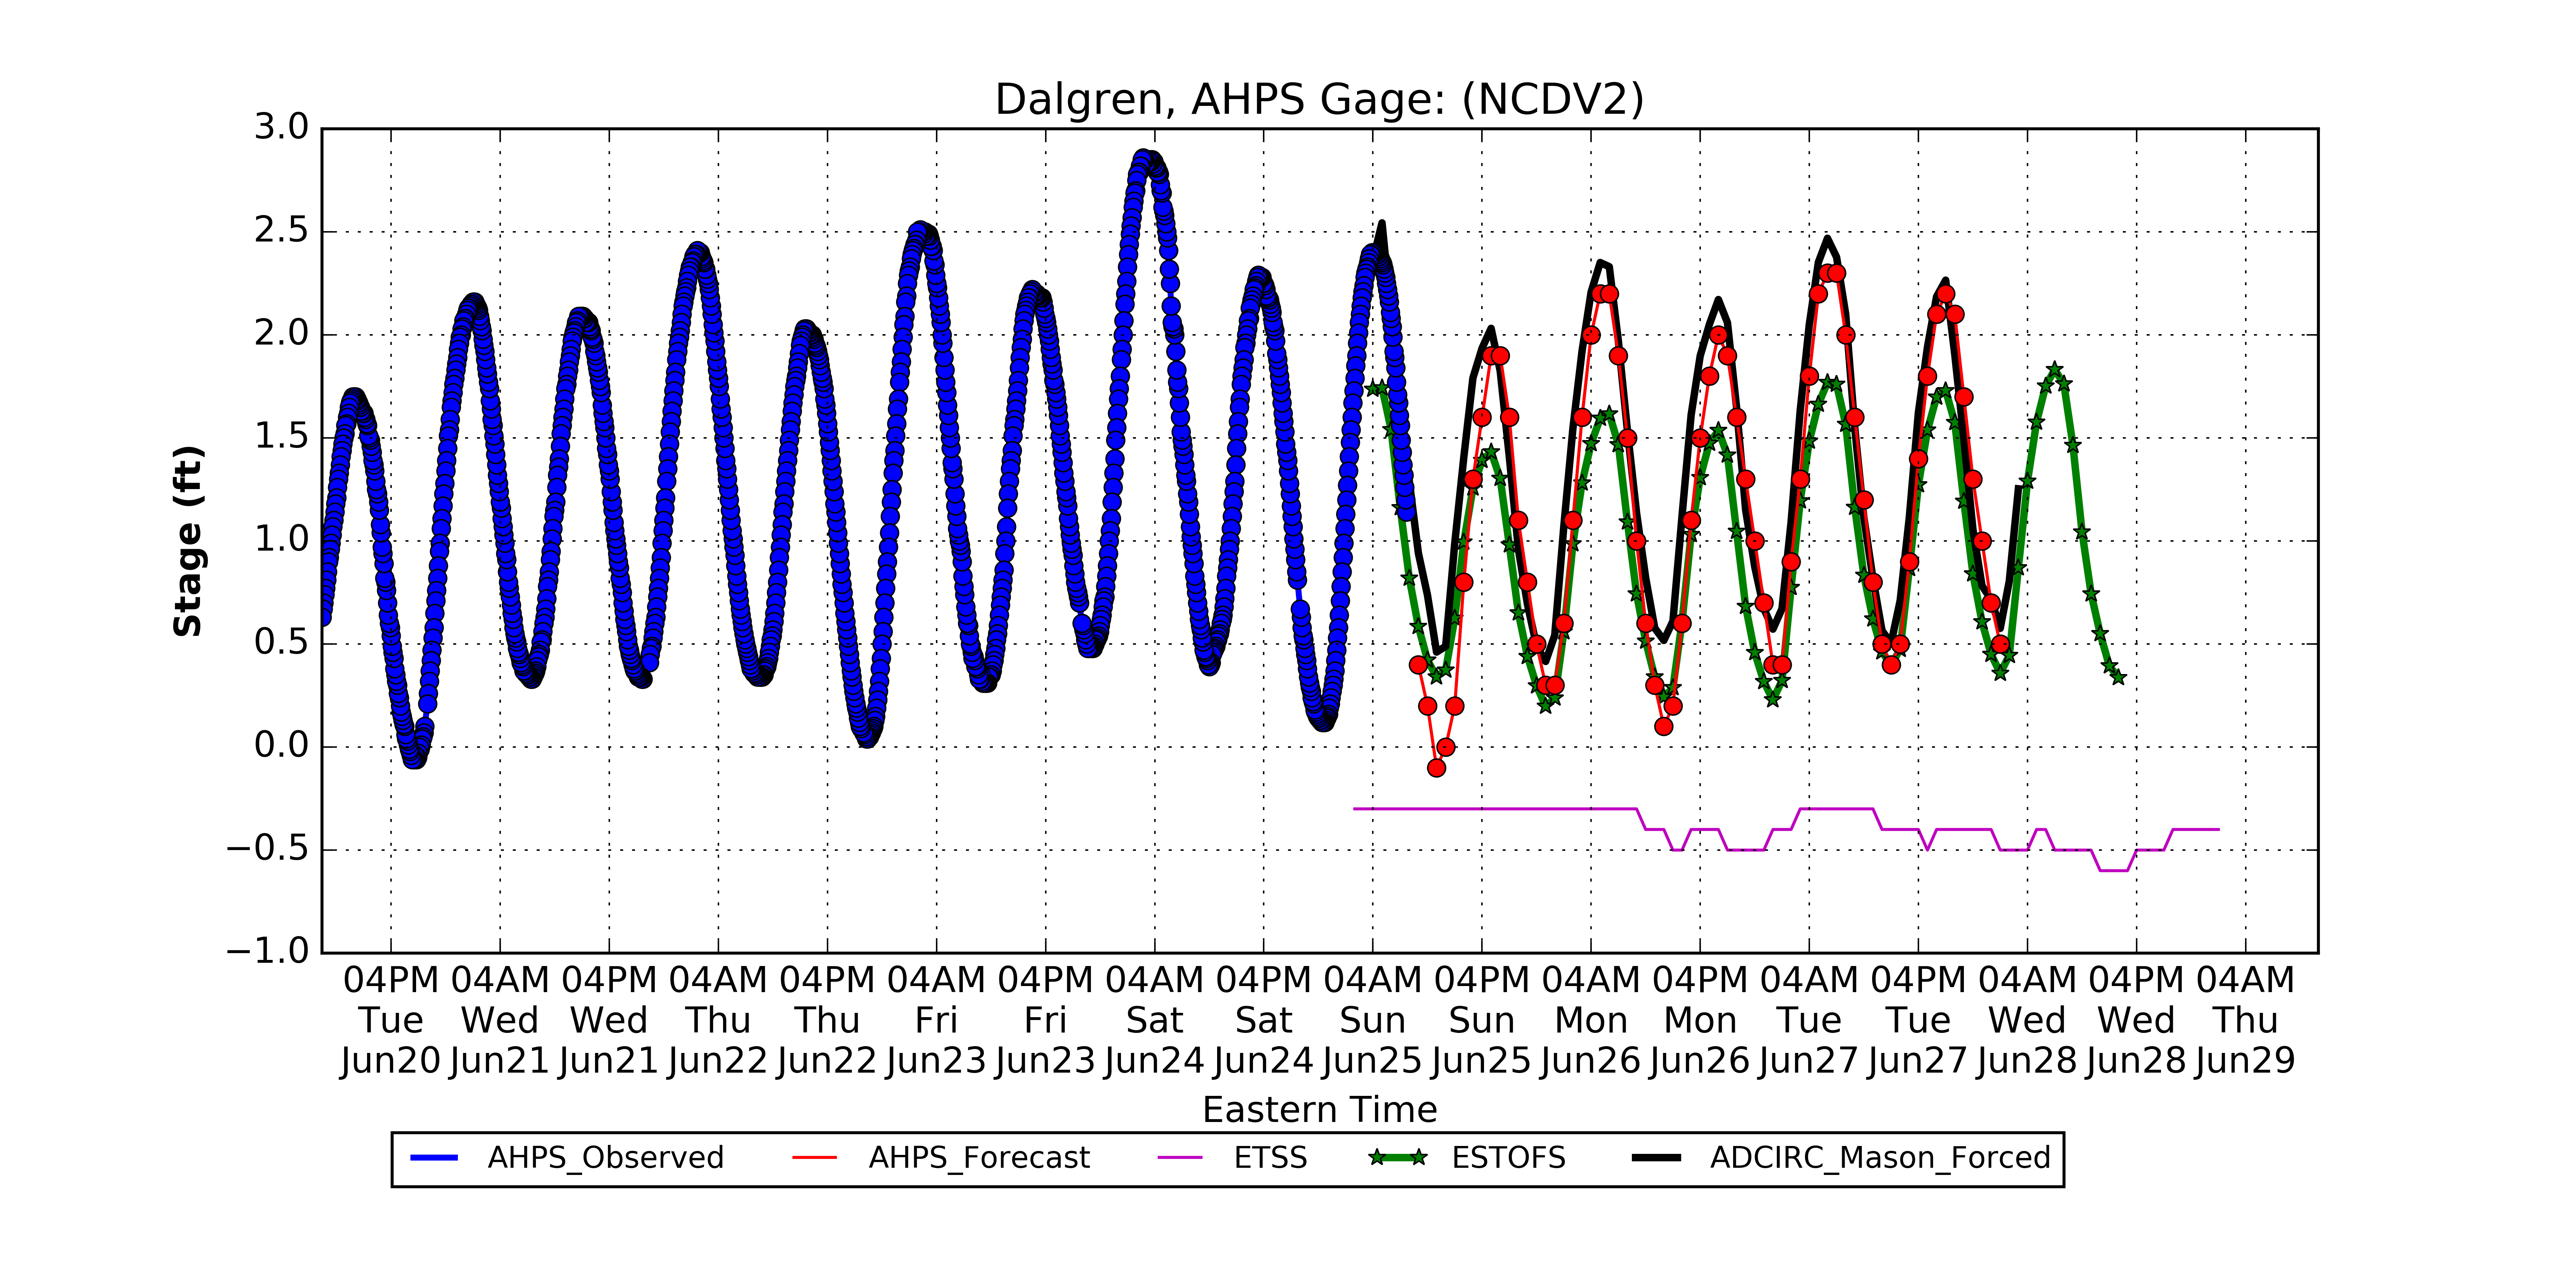 Dalgren, AHPS Gage: (NCDV2)
3.0
2.5
2.0
1.5
1.0
0.5
0.0
−0.5
−1.0
Stage (ft)
04PM 04AM 04PM 04AM 04PM 04AM 04PM 04AM 04PM 04AM 04PM 04AM 04PM 04AM 04PM 04AM 04PM 04AM
Tue Wed Wed Thu Thu Fri Fri Sat Sat Sun Sun Mon Mon Tue Tue Wed Wed Thu
Jun20 Jun21 Jun21 Jun22 Jun22 Jun23 Jun23 Jun24 Jun24 Jun25 Jun25 Jun26 Jun26 Jun27 Jun27 Jun28 Jun28 Jun29
Eastern Time
AHPS_Observed AHPS_Forecast ETSS ESTOFS ADCIRC_Mason_Forced